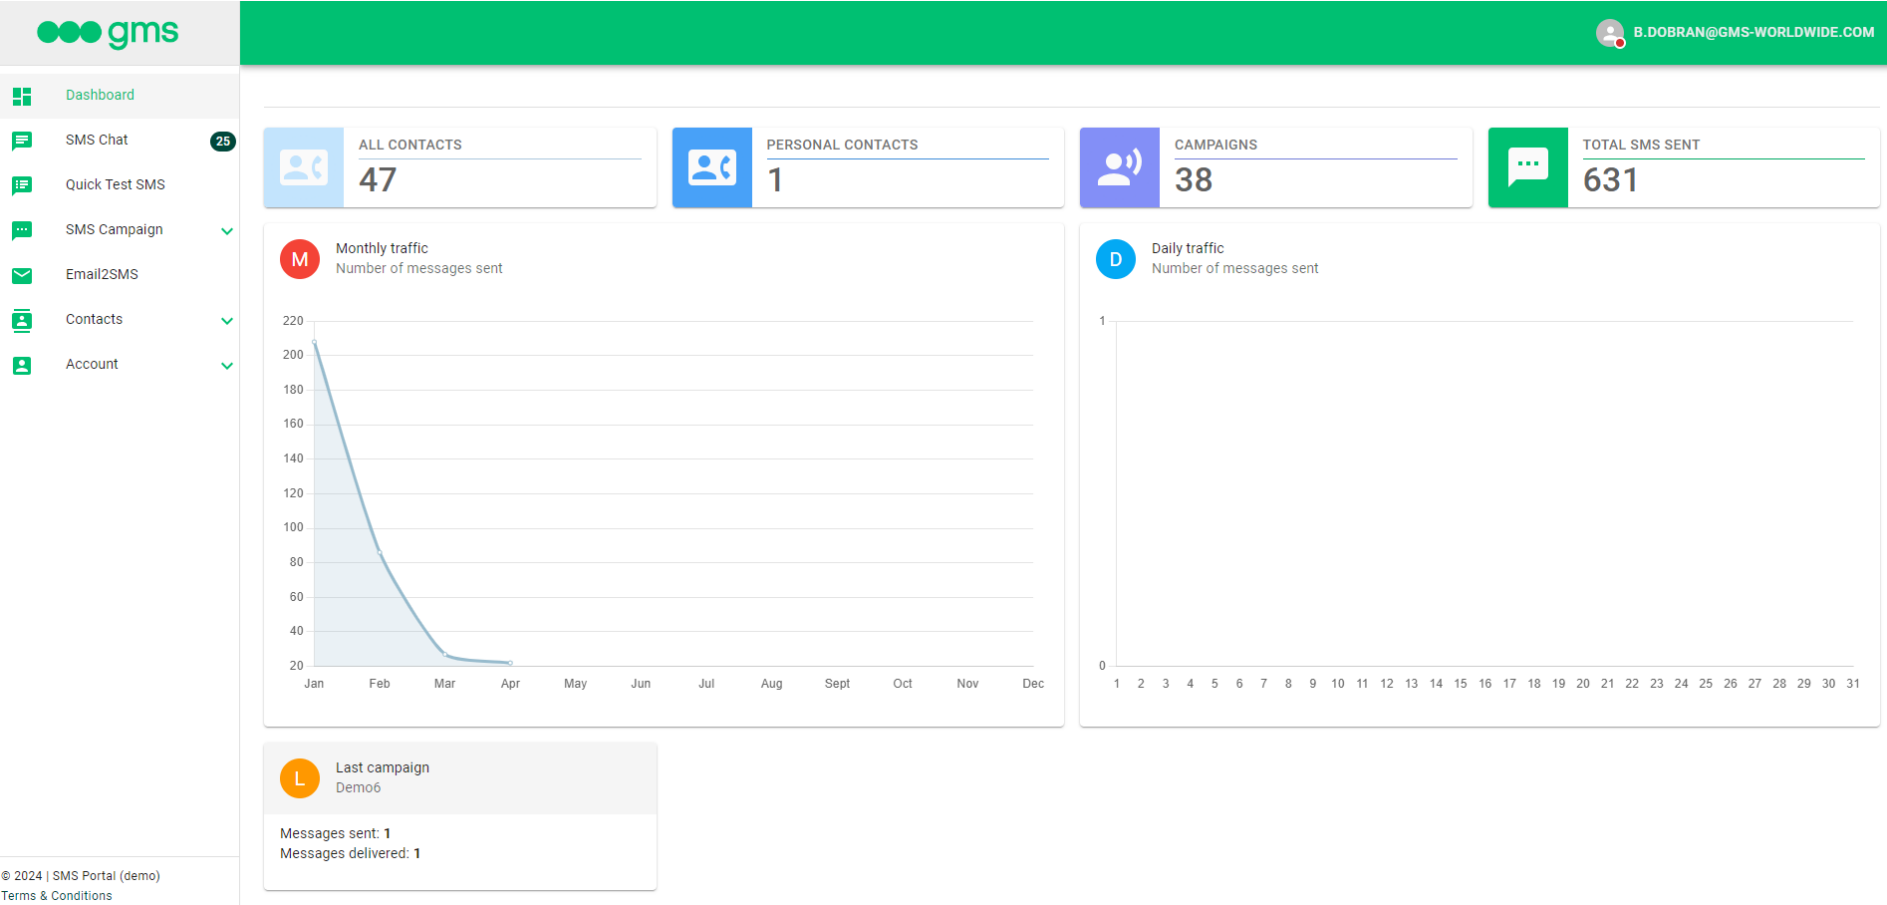 gms
B.DOBRAN@GMS-WORLDWIDE.COM
Dashboard
SMS Chat 25
Quick Test SMS
SMS Campaign
Email2SMS
Contacts
Account
ALL CONTACTS
47
PERSONAL CONTACTS
1
CAMPAIGNS
38
TOTAL SMS SENT
631
M
Monthly traffic
Number of messages sent
220
200
180
160
140
120
100
80
60
40
20
Jan Feb Mar Apr May Jun Jul Aug Sept Oct Nov Dec
D
Daily traffic
Number of messages sent
1
0
1 2 3 4 5 6 7 8 9 10 11 12 13 14 15 16 17 18 19 20 21 22 23 24 25 26 27 28 29 30 31
L
Last campaign
Demo6
Messages sent: 1
Messages delivered: 1
© 2024 | SMS Portal (demo)
Terms & Conditions